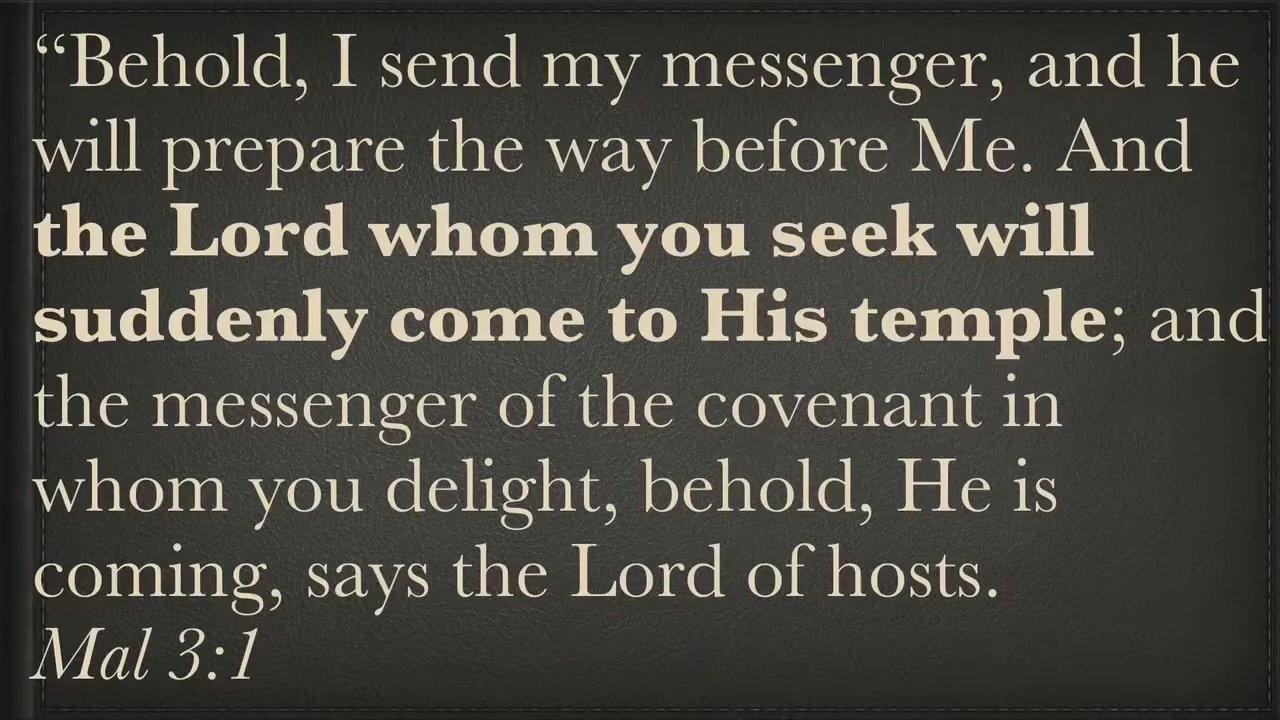 “Behold, I send my messenger, and he
will prepare the way before Me. And
the Lord whom you seek will
suddenly come to His temple; and
the messenger of the covenant in
whom you delight, behold, He is
coming, says the Lord of hosts.
Mal 3:1